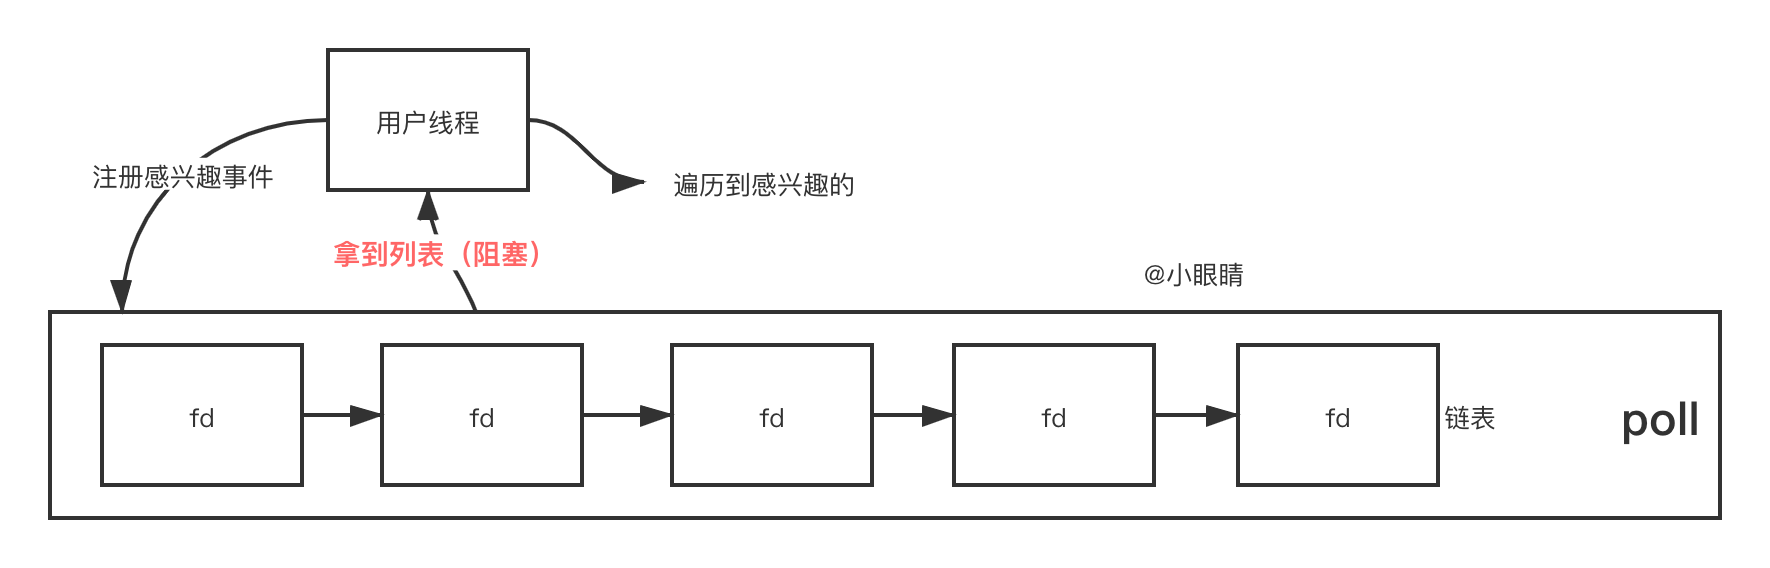 用户线程
注册感兴趣事件
遍历到感兴趣的
拿到列表（阻塞）
@小眼睛
fd
fd
fd
fd
fd
链表
poll